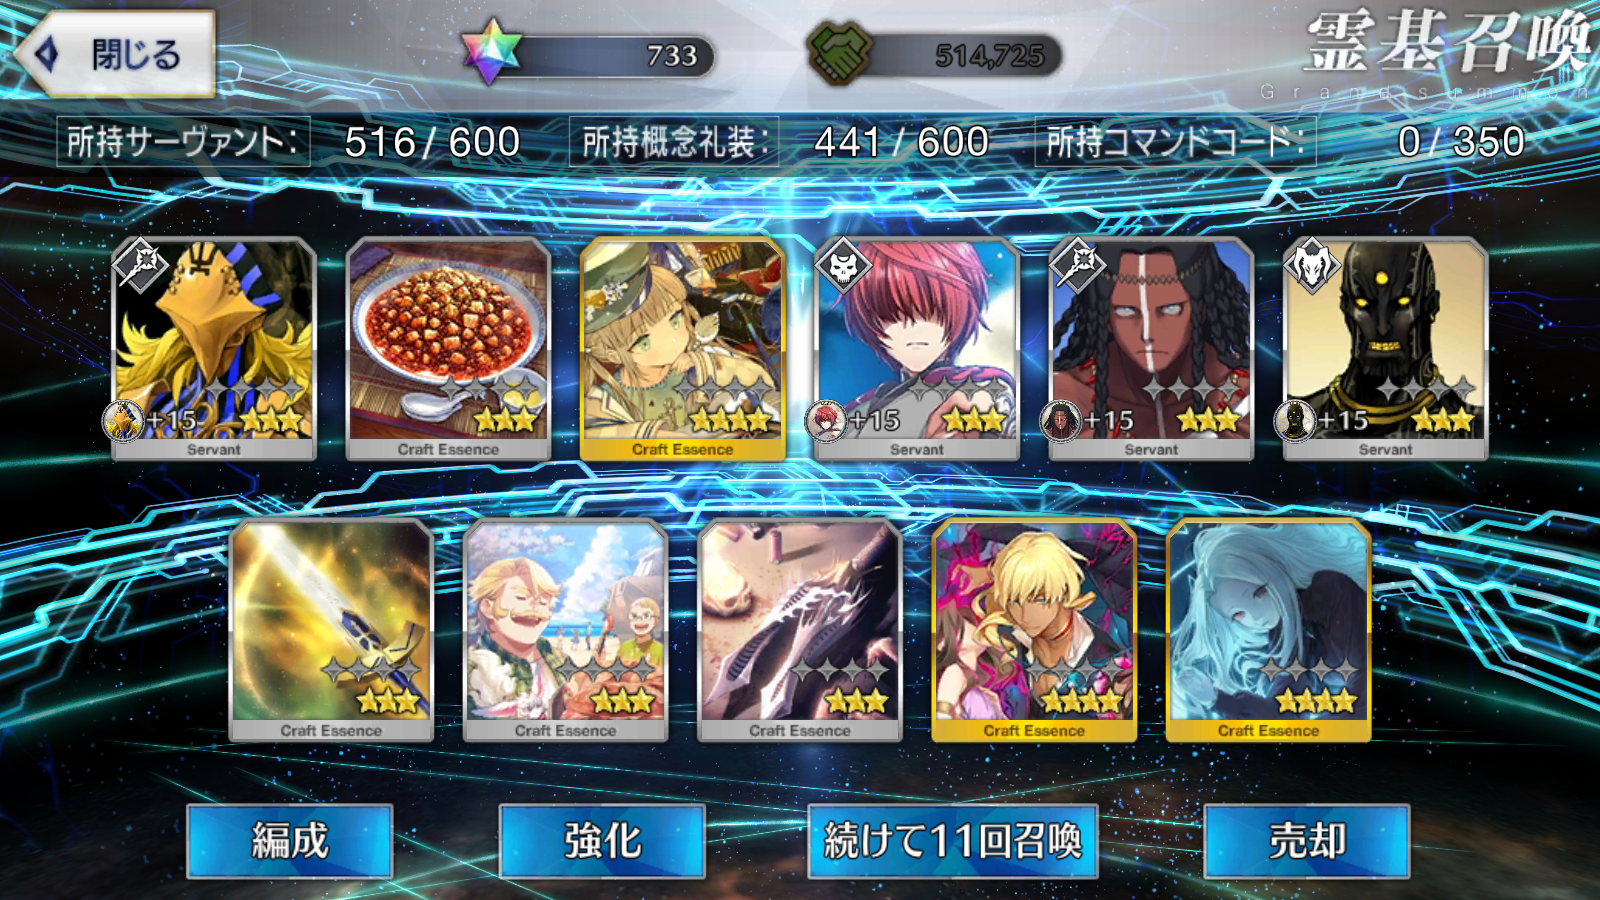 閉じる
733
514,725
霊基召喚
Grand summon
所持サーヴァント: 516 / 600
所持概念礼装: 441 / 600
所持コマンドコード: 0 / 350
+15 +15 +15 +15
Servant Craft Essence Craft Essence Servant Servant Servant
Craft Essence Craft Essence Craft Essence Craft Essence Craft Essence
編成 強化 続けて11回召喚 売却